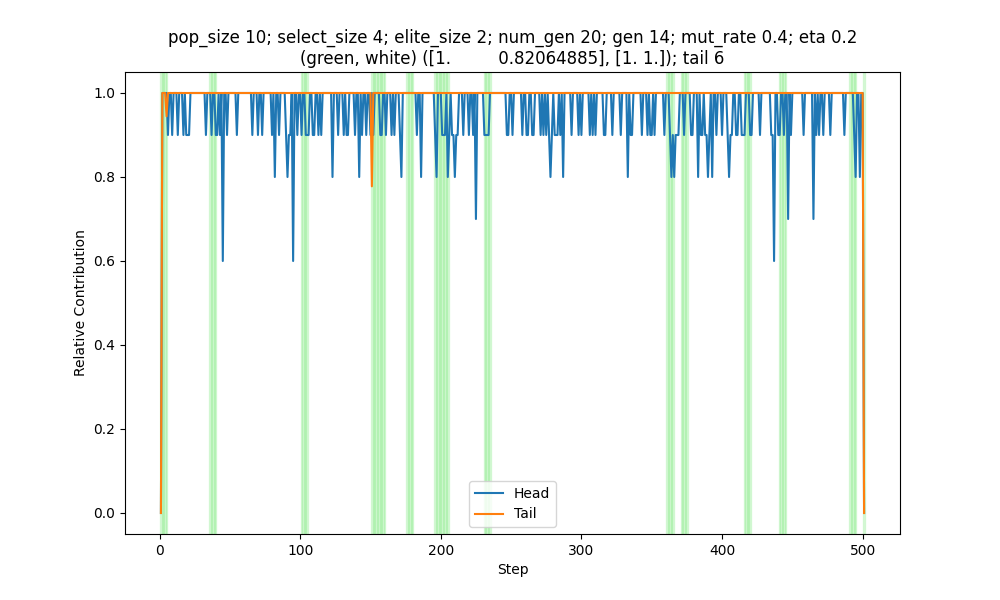 pop_size 10; select_size 4; elite_size 2; num_gen 20; gen 14; mut_rate 0.4; eta 0.2
(green, white) ([1.         0.82064885], [1. 1.]); tail 6
1.0
0.8
0.6
0.4
0.2
0.0
Relative Contribution
Head
Tail
0 100 200 300 400 500
Step